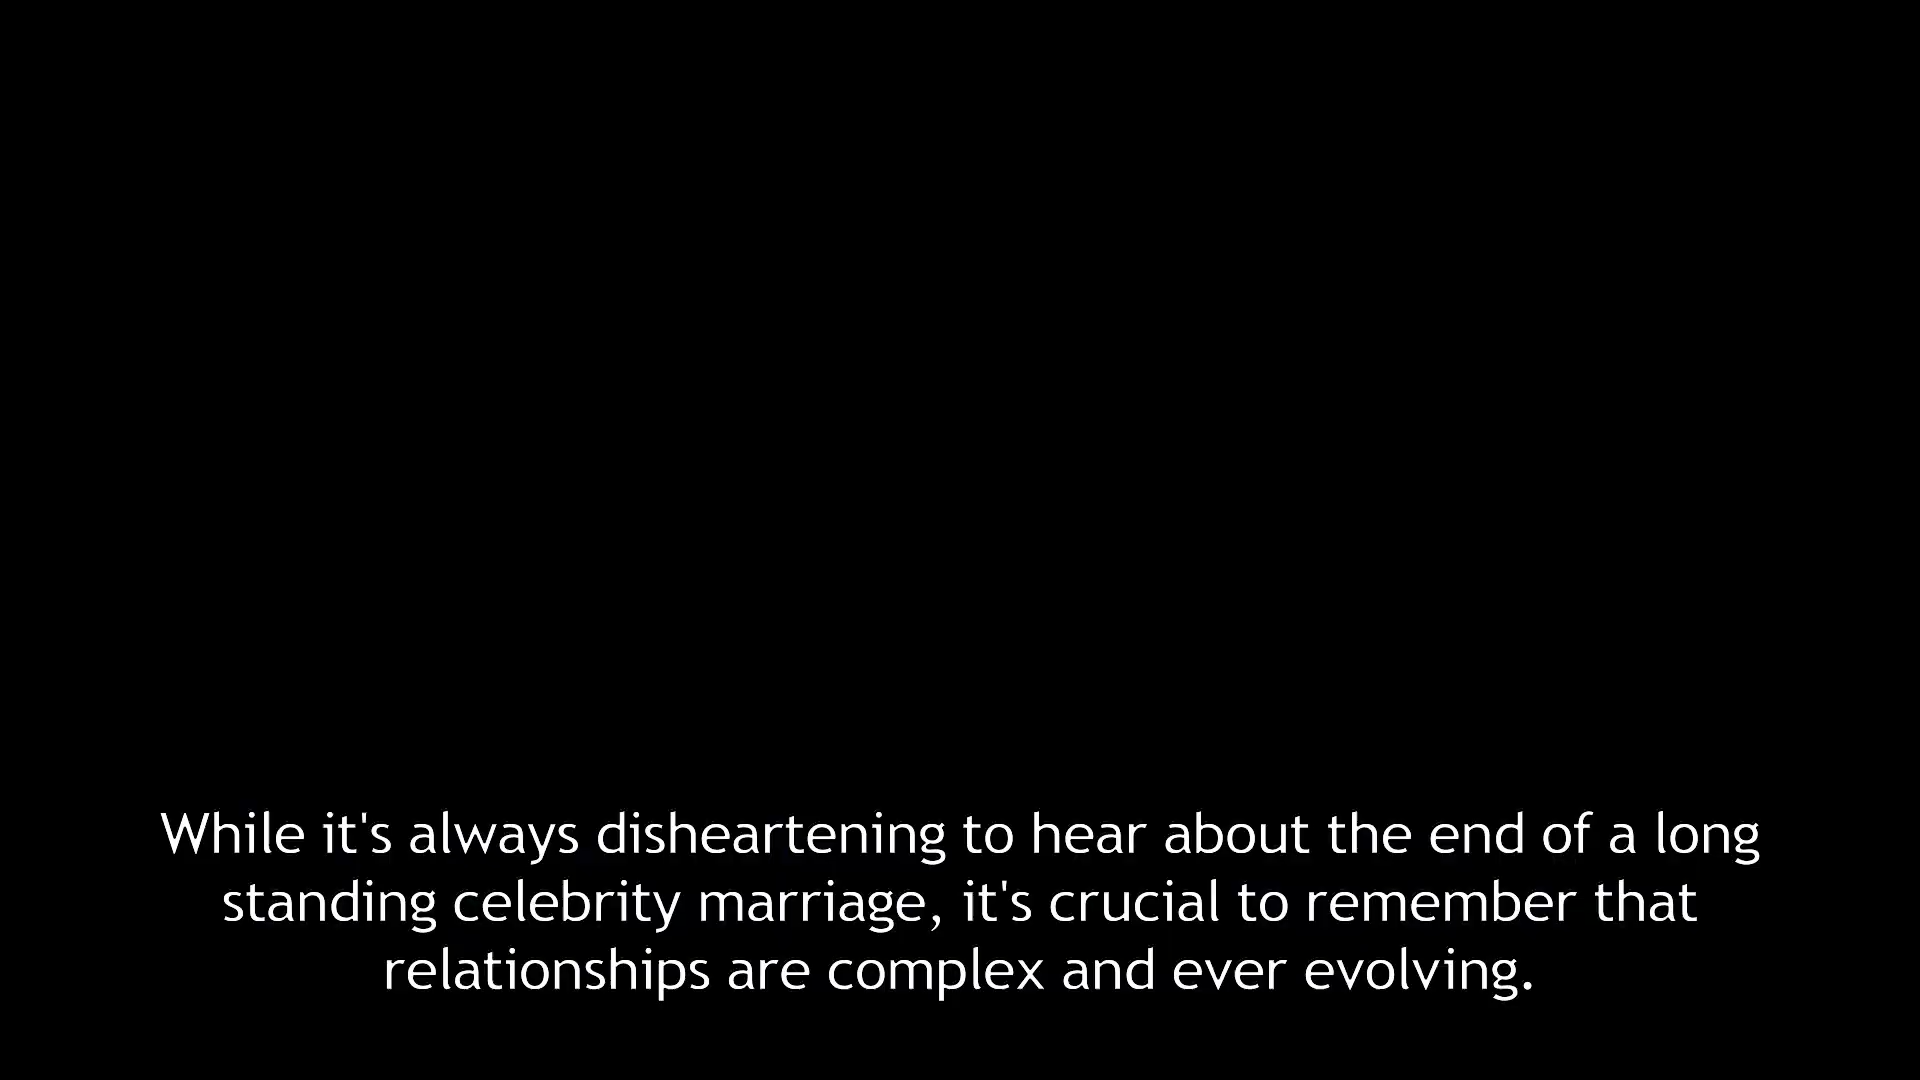 While it's always disheartening to hear about the end of a long
standing celebrity marriage, it's crucial to remember that
relationships are complex and ever evolving.